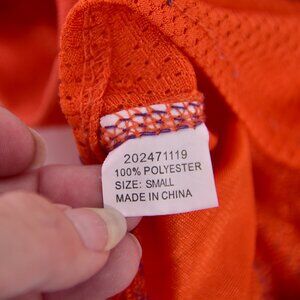 202471119
100% POLYESTER
SIZE: SMALL
MADE IN CHINA